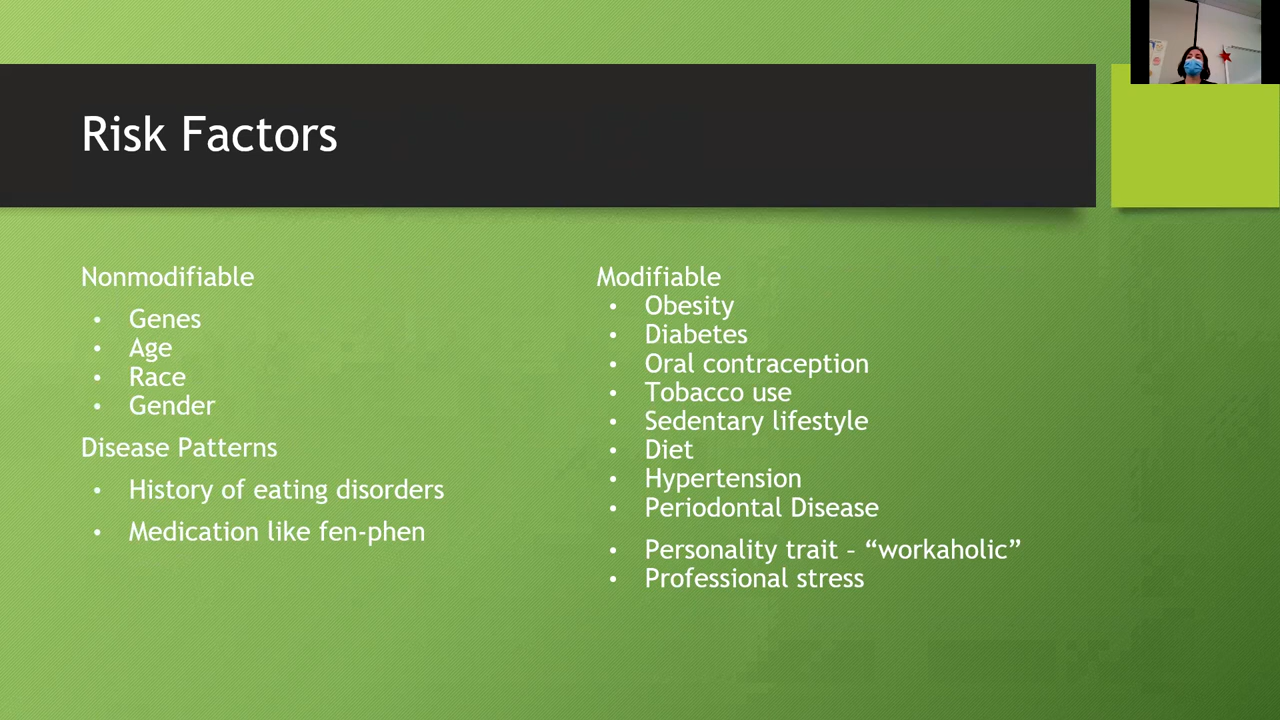 Risk Factors
Nonmodifiable
• Genes
• Age
• Race
• Gender
Disease Patterns
• History of eating disorders
• Medication like fen-phen
Modifiable
• Obesity
• Diabetes
• Oral contraception
• Tobacco use
• Sedentary lifestyle
• Diet
• Hypertension
• Periodontal Disease
• Personality trait – “workaholic”
• Professional stress